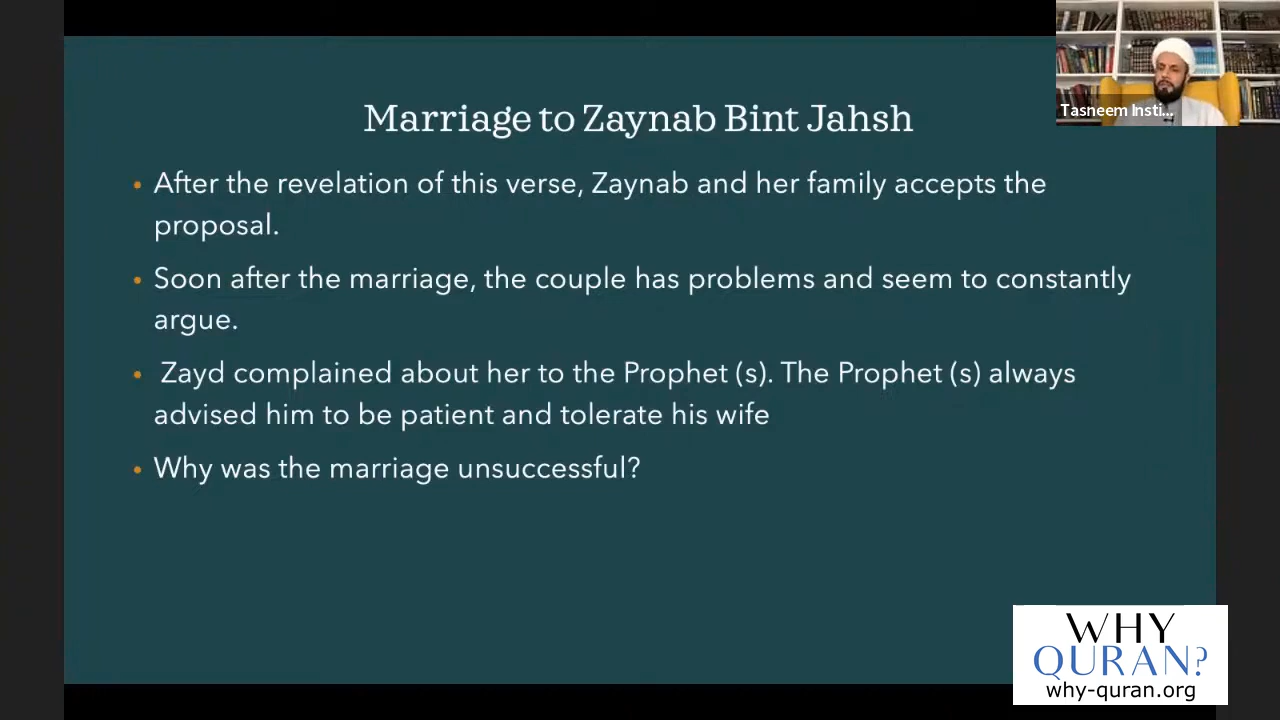 Tasneem Insti...
Marriage to Zaynab Bint Jahsh
• After the revelation of this verse, Zaynab and her family accepts the
proposal.
• Soon after the marriage, the couple has problems and seem to constantly
argue.
• Zayd complained about her to the Prophet (s). The Prophet (s) always
advised him to be patient and tolerate his wife
• Why was the marriage unsuccessful?
WHY
QURAN?
why-quran.org